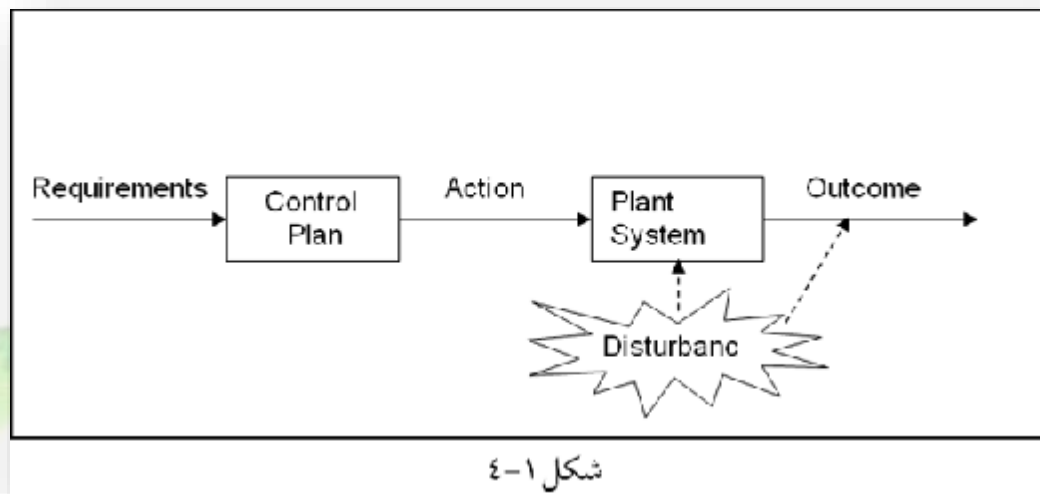 Requirements
Control
Plan
Action
Plant
System
Outcome
Disturbanc
شكل ١-٤